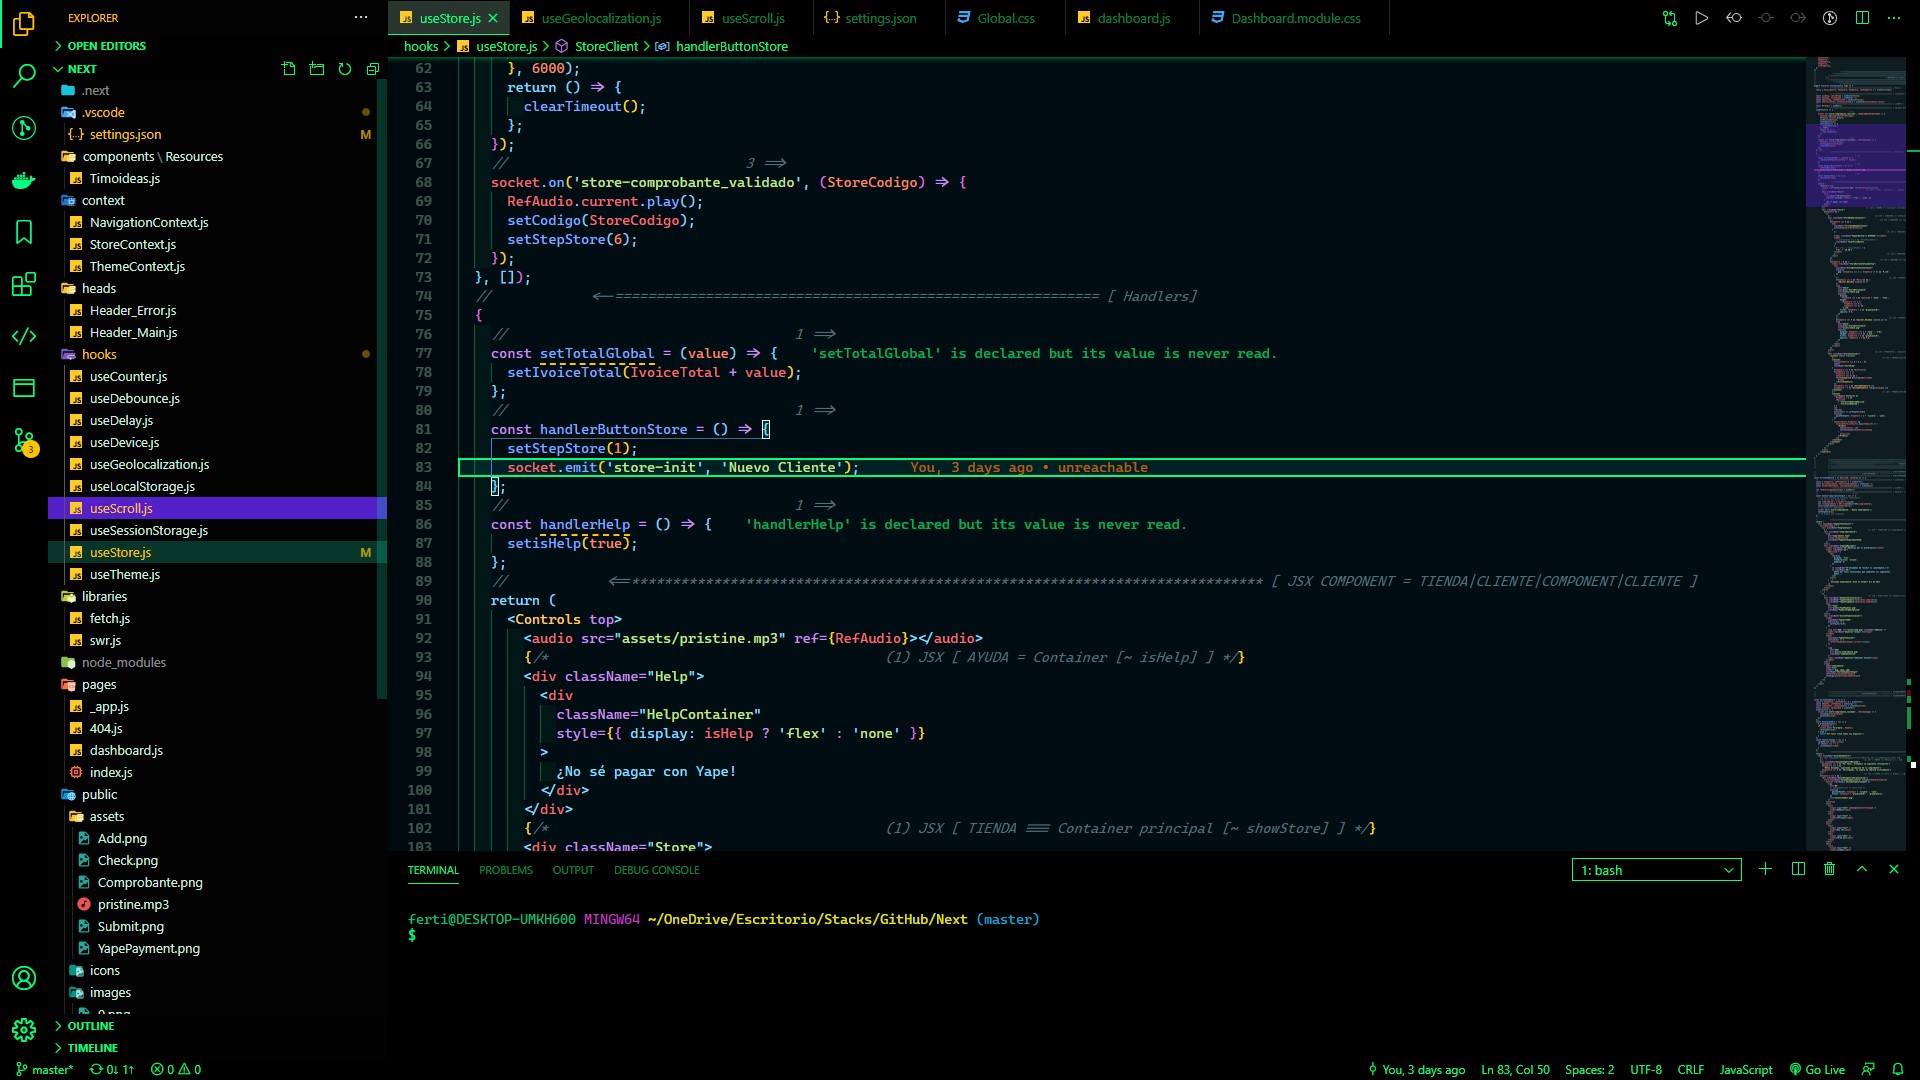 EXPLORER
OPEN EDITORS
NEXT
.next
.vscode
settings.json M
components \ Resources
Timoideas.js
context
NavigationContext.js
StoreContext.js
ThemeContext.js
heads
Header_Error.js
Header_Main.js
hooks
useCounter.js
useDebounce.js
useDelay.js
useDevice.js
useGeolocalization.js
useLocalStorage.js
useScroll.js
useSessionStorage.js
useStore.js M
useTheme.js
libraries
fetch.js
swr.js
node_modules
pages
_app.js
404.js
dashboard.js
index.js
public
assets
Add.png
Check.png
Comprobante.png
pristine.mp3
Submit.png
YapePayment.png
icons
images
OUTLINE
TIMELINE
3
useStore.js useGeolocalization.js useScroll.js settings.json Global.css dashboard.js Dashboard.module.css
hooks > useStore.js > StoreClient > handlerButtonStore
62 }, 6000);
63 return () => {
64 clearTimeout();
65 };
66 });
67 // 3 ==>
68 socket.on('store-comprobante_validado', (StoreCodigo) => {
69 RefAudio.current.play();
70 setCodigo(StoreCodigo);
71 setStepStore(6);
72 });
73 }, []);
74 // <=========================================================== [ Handlers]
75 {
76 // 1 ==>
77 const setTotalGlobal = (value) => { 'setTotalGlobal' is declared but its value is never read.
78 setIvoiceTotal(IvoiceTotal + value);
79 };
80 // 1 ==>
81 const handlerButtonStore = () => {
82 setStepStore(1);
83 socket.emit('store-init', 'Nuevo Cliente'); You, 3 days ago • unreachable
84 };
85 // 1 ==>
86 const handlerHelp = () => { 'handlerHelp' is declared but its value is never read.
87 setisHelp(true);
88 };
89 // <==***************************************************************************** [ JSX COMPONENT = TIENDA|CLIENTE|COMPONENT|CLIENTE ]
90 return (
91 <Controls top>
92 <audio src="assets/pristine.mp3" ref={RefAudio}></audio>
93 {/* (1) JSX [ AYUDA = Container [~ isHelp] ] */}
94 <div className="Help">
95 <div
96 className="HelpContainer"
97 style={{ display: isHelp ? 'flex' : 'none' }}
98 >
99 ¿No sé pagar con Yape!
100 </div>
101 </div>
102 {/* (1) JSX [ TIENDA === Container principal [~ showStore] ] */}
103 <div className="Store">
TERMINAL PROBLEMS OUTPUT DEBUG CONSOLE 1: bash
ferti@DESKTOP-UMKH600 MINGW64 ~/OneDrive/Escritorio/Stacks/GitHub/Next (master)
$
master* 0↓ 1↑ 0 0 You, 3 days ago Ln 83, Col 50 Spaces: 2 UTF-8 CRLF JavaScript Go Live